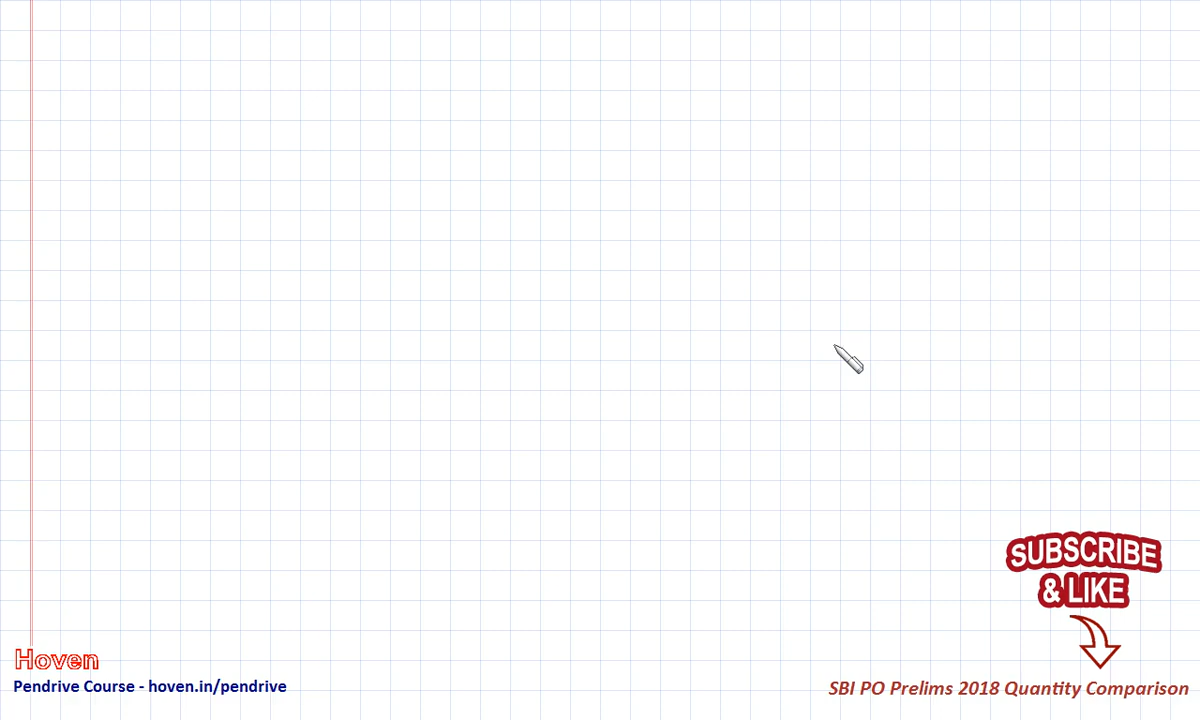 SUBSCRIBE
& LIKE
Hoven
Pendrive Course - hoven.in/pendrive
SBI PO Prelims 2018 Quantity Comparison